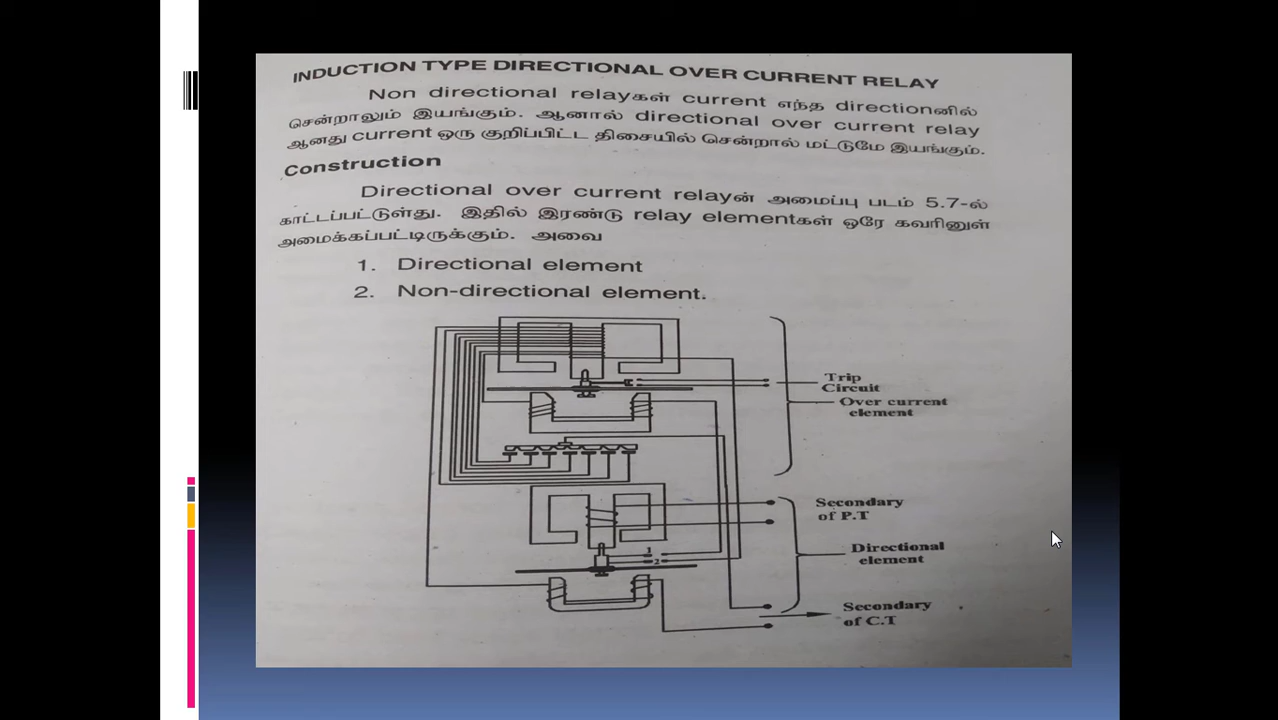 INDUCTION TYPE DIRECTIONAL OVER CURRENT RELAY
Non directional relayகள் current எந்த directionனில்
சென்றாலும் இயங்கும். ஆனால் directional over current relay
ஆனது current ஒரு குறிப்பிட்ட திசையில் சென்றால் மட்டுமே இயங்கும்.
Construction
Directional over current relayன் அமைப்பு படம் 5.7-ல்
காட்டப்பட்டுள்து. இதில் இரண்டு relay elementகள் ஒரே கவரினுள்
அமைக்கப்பட்டிருக்கும். அவை
1. Directional element
2. Non-directional element.
Trip
Circuit
Over current
element
Secondary
of P.T
1
2
Directional
element
Secondary
of C.T